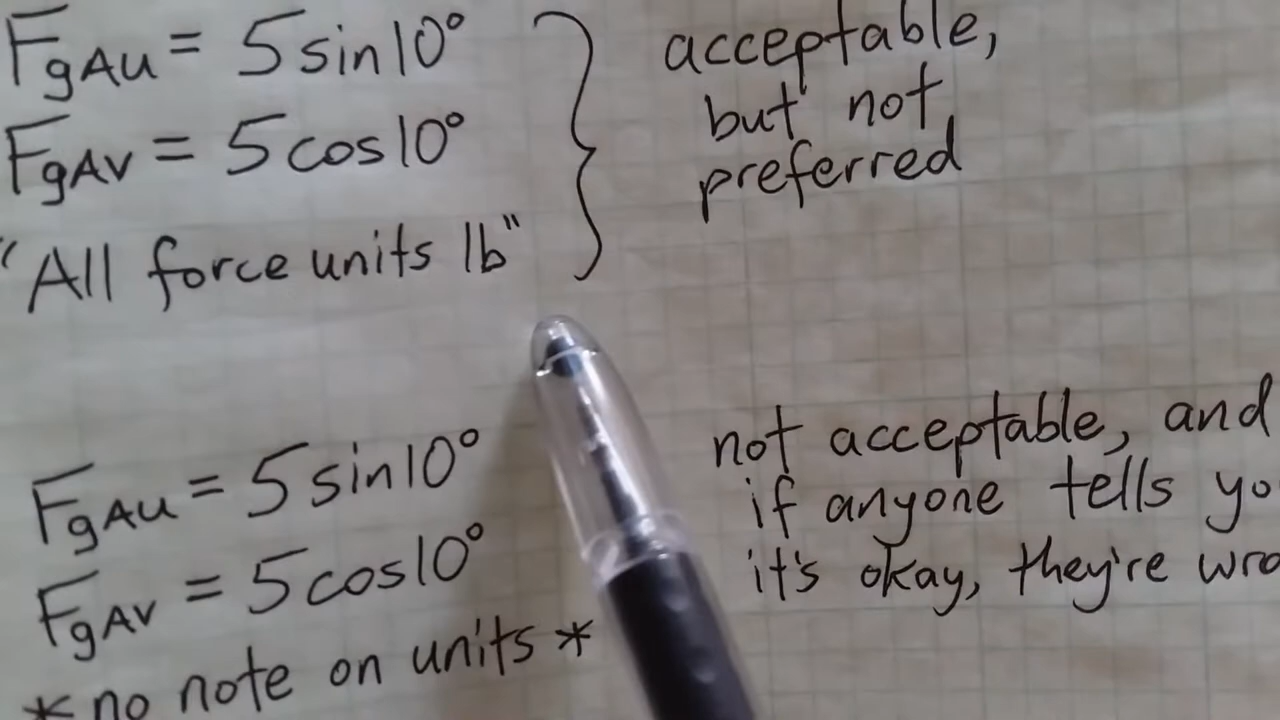 FgAu = 5 sin10°
FgAv = 5 cos10°
"All force units lb"
acceptable,
but not
preferred
FgAu = 5 sin10°
FgAv = 5 cos10°
* no note on units *
not acceptable, and
if anyone tells yo
it's okay, they're wro